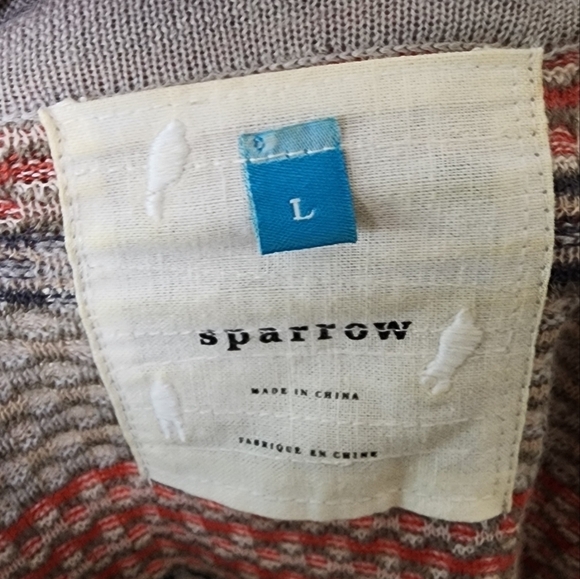 L
sparrow
MADE IN CHINA
FABRIQUE EN CHINE